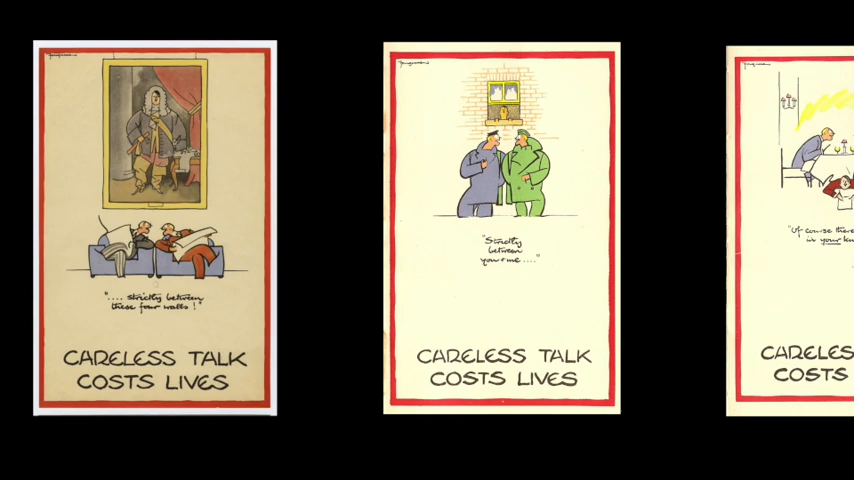 ".... strictly between
these four walls!"
CARELESS TALK
COSTS LIVES
"Strictly
between
you & me ...."
CARELESS TALK
COSTS LIVES
"Of course there
in your
CARELES
COSTS